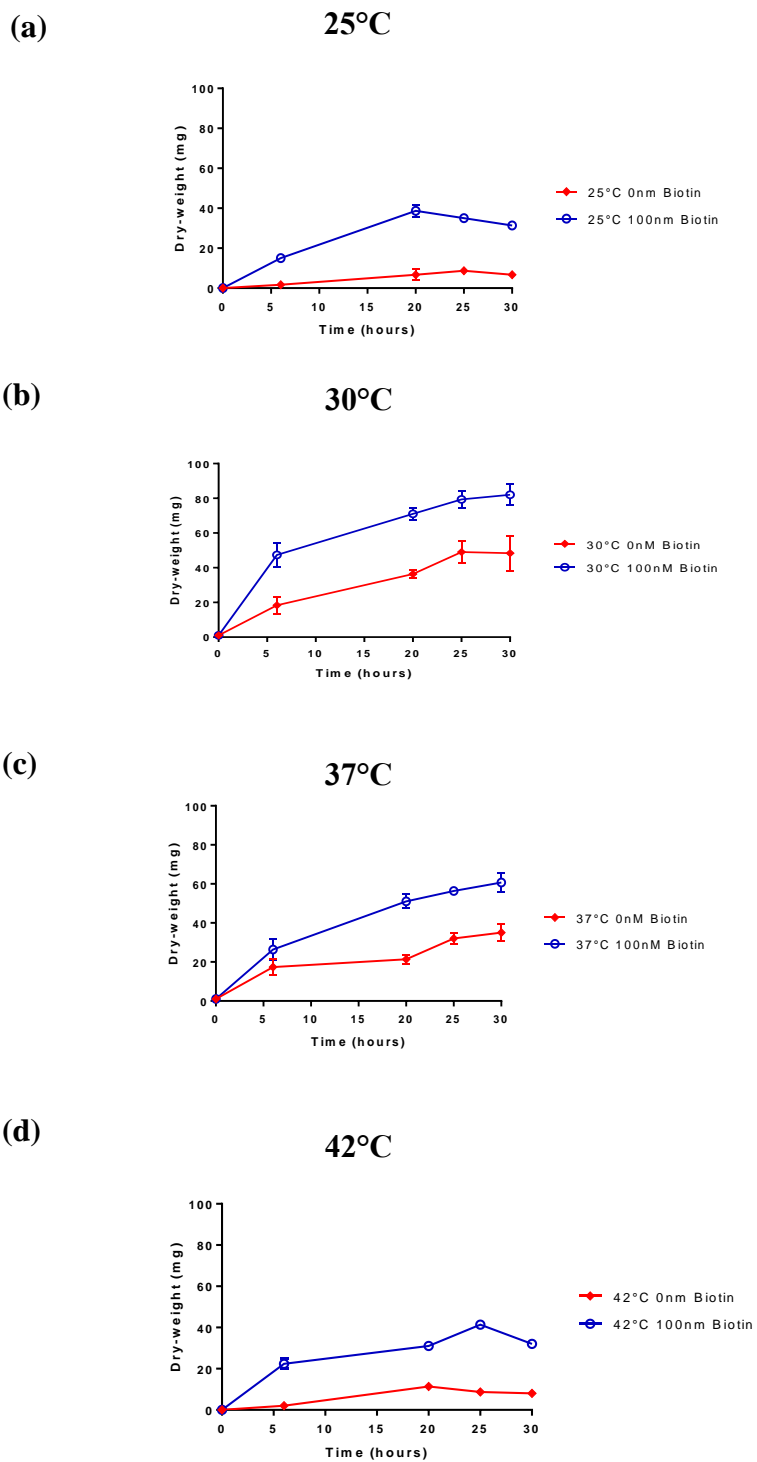 (a)
25°C
100
80
60
40
20
0
Dry-weight (mg)
0 5 10 15 20 25 30
Time (hours)
25°C 0nm Biotin
25°C 100nm Biotin
(b)
30°C
100
80
60
40
20
0
Dry-weight (mg)
0 5 10 15 20 25 30
Time (hours)
30°C 0nM Biotin
30°C 100nM Biotin
(c)
37°C
100
80
60
40
20
0
Dry-weight (mg)
0 5 10 15 20 25 30
Time (hours)
37°C 0nM Biotin
37°C 100nM Biotin
(d)
42°C
100
80
60
40
20
0
Dry-weight (mg)
0 5 10 15 20 25 30
Time (hours)
42°C 0nm Biotin
42°C 100nm Biotin